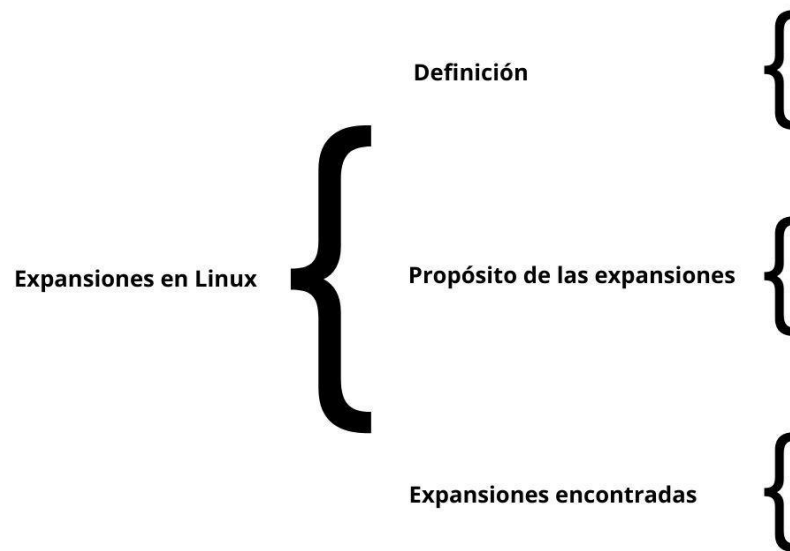 Definición
Expansiones en Linux
Propósito de las expansiones
Expansiones encontradas